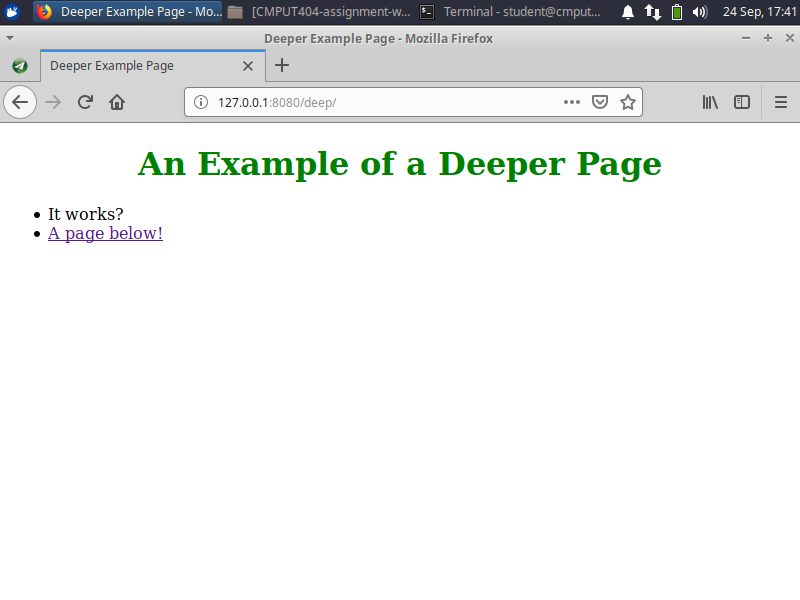 Deeper Example Page - Mo... [CMPUT404-assignment-w... Terminal - student@cmput... 24 Sep, 17:41
Deeper Example Page - Mozilla Firefox
Deeper Example Page
127.0.0.1:8080/deep/
An Example of a Deeper Page
• It works?
• A page below!